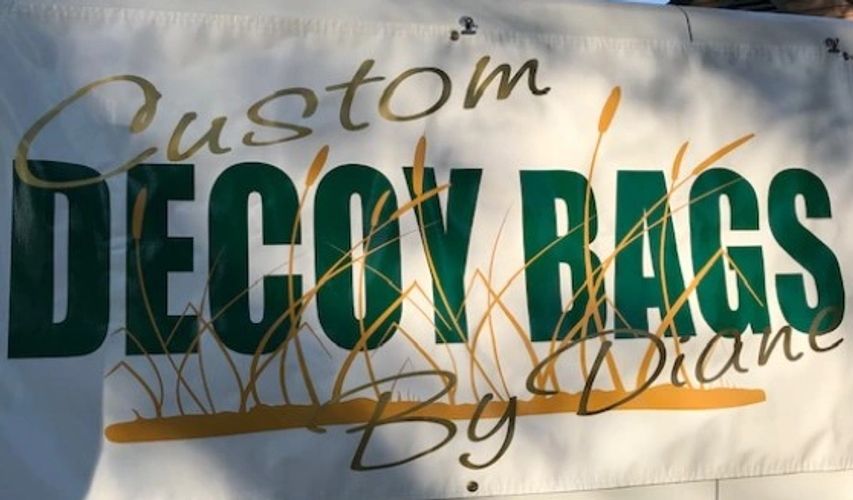 Custom
DECOY BAGS
By Diane